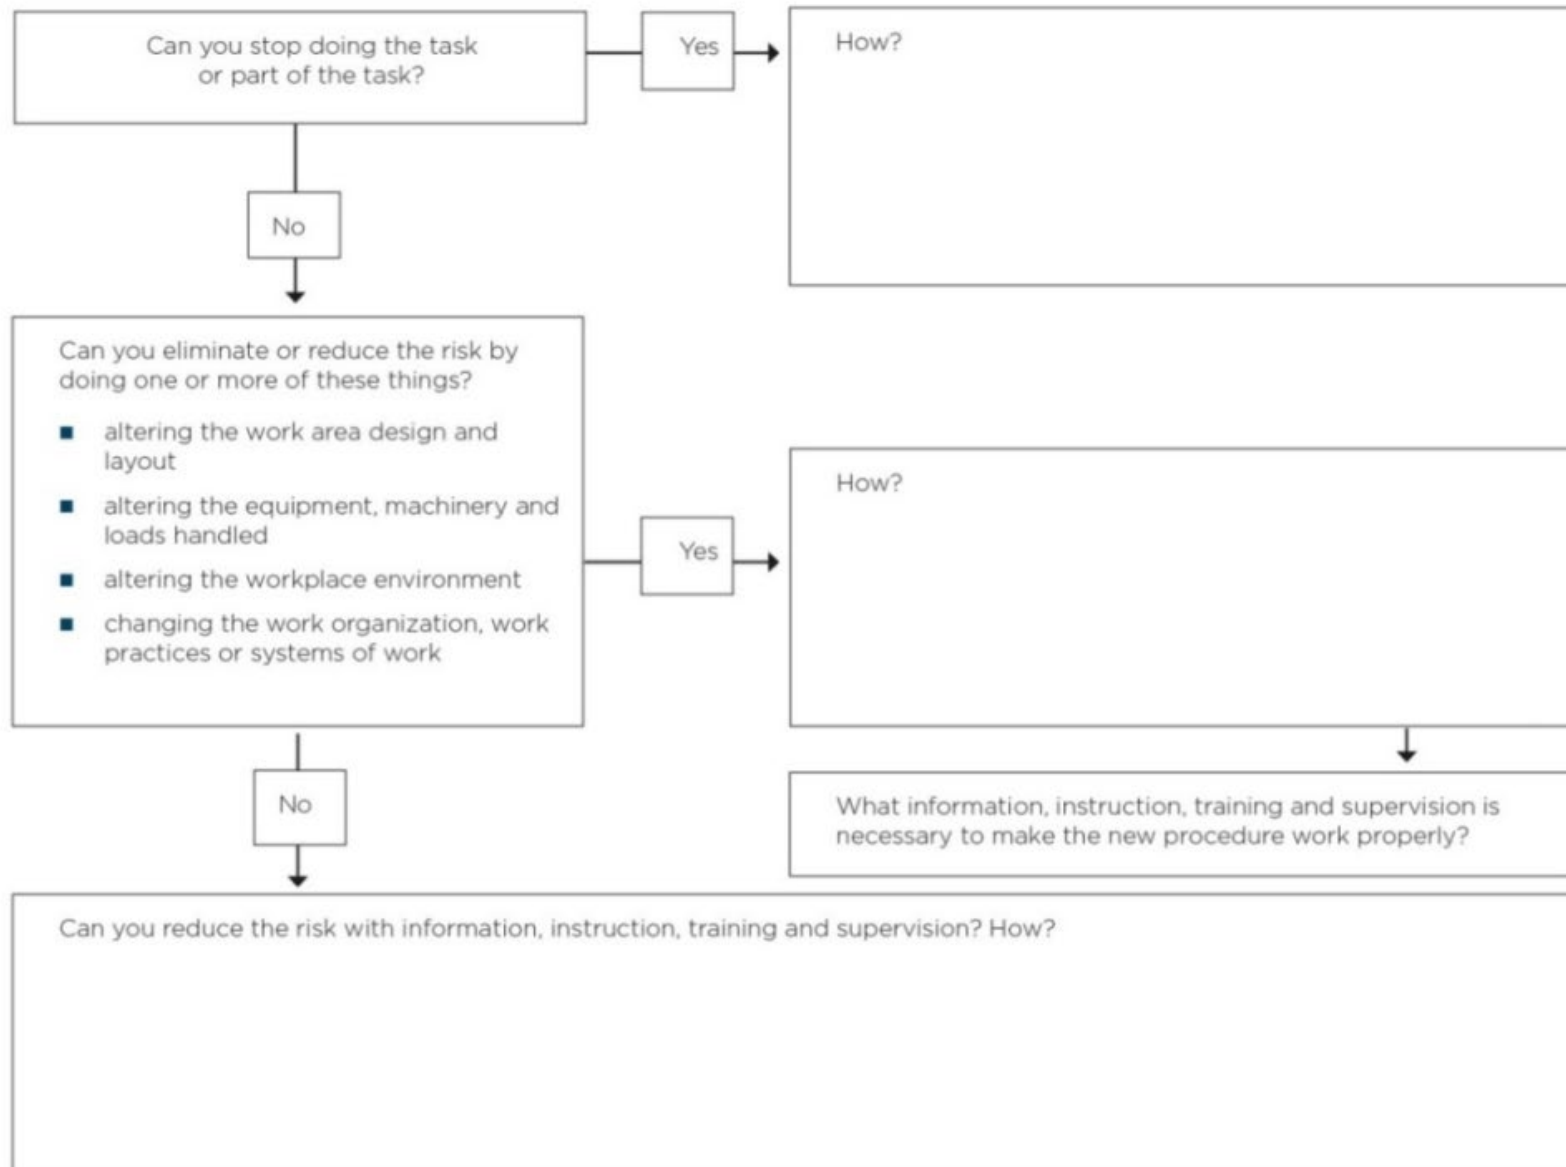 Can you stop doing the task
or part of the task?
Yes
How?
No
Can you eliminate or reduce the risk by
doing one or more of these things?
altering the work area design and
layout
altering the equipment, machinery and
loads handled
altering the workplace environment
changing the work organization, work
practices or systems of work
Yes
How?
No
What information, instruction, training and supervision is
necessary to make the new procedure work properly?
Can you reduce the risk with information, instruction, training and supervision? How?